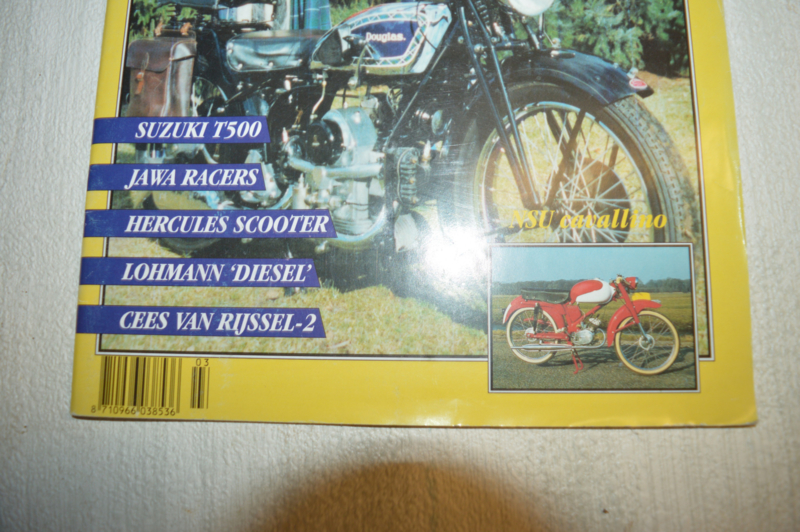 Douglas.
SUZUKI T500
JAWA RACERS
HERCULES SCOOTER
NSU cavallino
LOHMANN 'DIESEL'
CEES VAN RIJSSEL-2
03
8 710966 038536